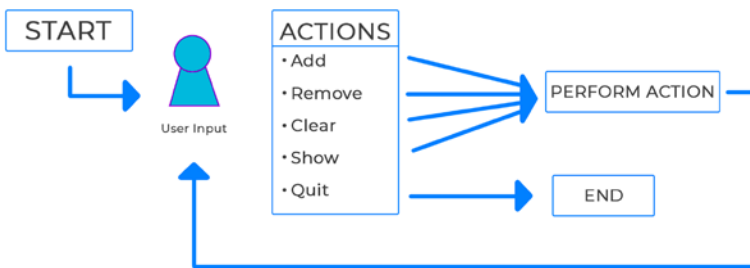 START
User Input
ACTIONS
• Add
• Remove
• Clear
• Show
• Quit
PERFORM ACTION
END